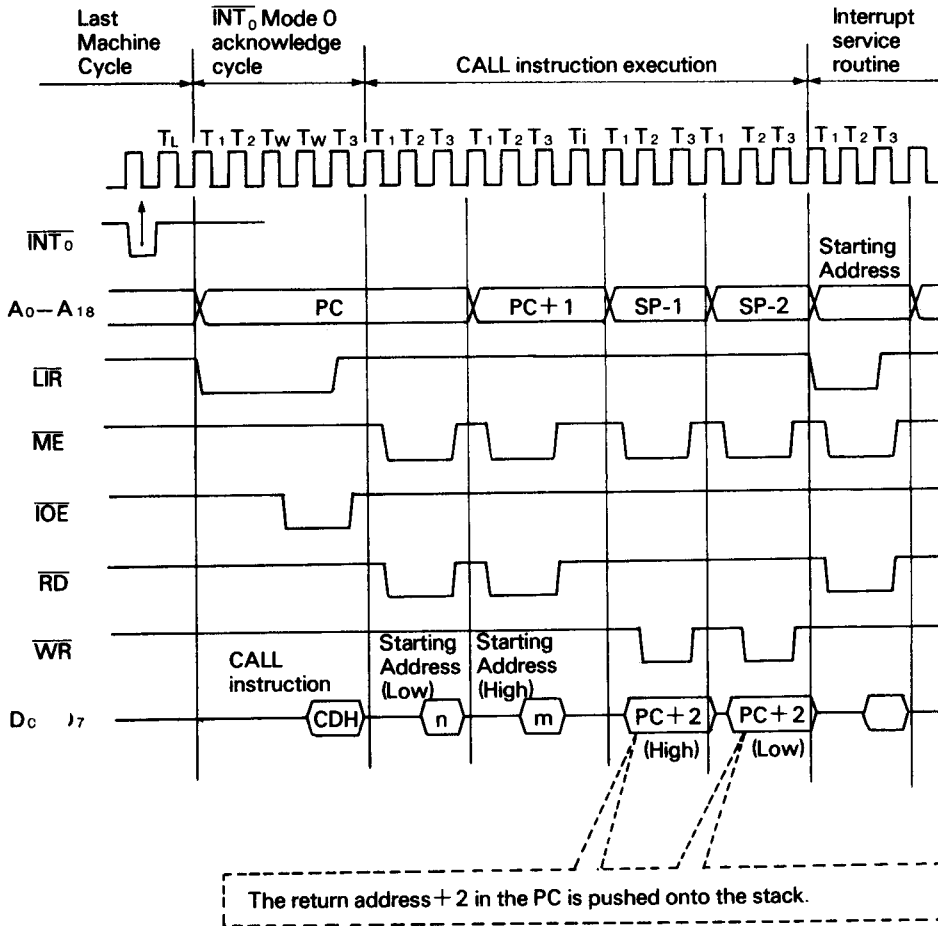 Last
Machine
Cycle
INT0 Mode 0
acknowledge
cycle
CALL instruction execution
Interrupt
service
routine
TL T1 T2 TW TW T3 T1 T2 T3 T1 T2 T3 Ti T1 T2 T3 T1 T2 T3 T1 T2 T3
INT0
Starting
Address
A0–A18
PC
PC+1
SP-1
SP-2
LIR
ME
IOE
RD
WR
CALL
instruction
Starting
Address
(Low)
Starting
Address
(High)
CDH
n
m
PC+2
(High)
PC+2
(Low)
The return address+2 in the PC is pushed onto the stack.